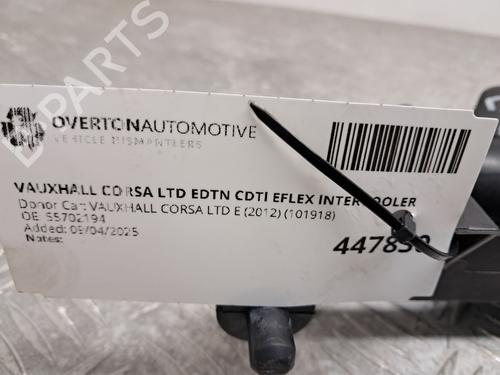 PARTS
OVERTONAUTOMOTIVE
VEHICLE DISMANTLERS
VAUXHALL CORSA LTD EDTN CDTI EFLEX INTERCOOLER
Donor Car: VAUXHALL CORSA LTD E (2012) (101918)
OE: 55702194
Added: 09/04/2025
Notes: